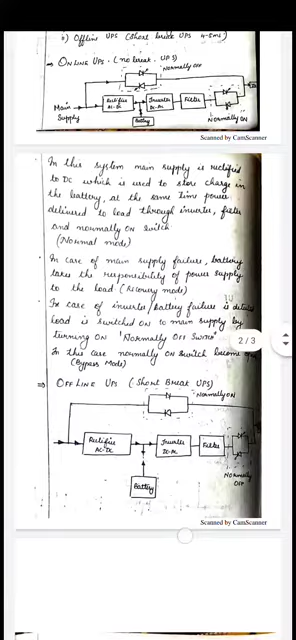 ii) Offline UPS (Short break UPS 4-5ms)
⇒ ONLINE UPS. (no break, UPS)
Normally OFF
Main Supply
Rectifier AC-DC
Inverter DC-AC
Filter
Battery
Normally ON
Scanned by CamScanner
In this system main supply is rectified
to DC which is used to store charge in
the battery, at the same time power
delivered to load through inverter, filter
and normally ON switch
(Normal mode)
In case of main supply failure, battery
takes the responsibility of power supply
to the load
In case of inverter/battery failure is
Load is switched ON to main supply by
turning ON 'Normally OFF Switch'
In this case normally ON Switch become
(Bypass Mode)
2/3
⇒ OFF LINE UPS (Short Break UPS)
Normally ON
Rectifier AC-DC
Inverter DC-AC
Filter
Battery
Normally OFF
Scanned by CamScanner